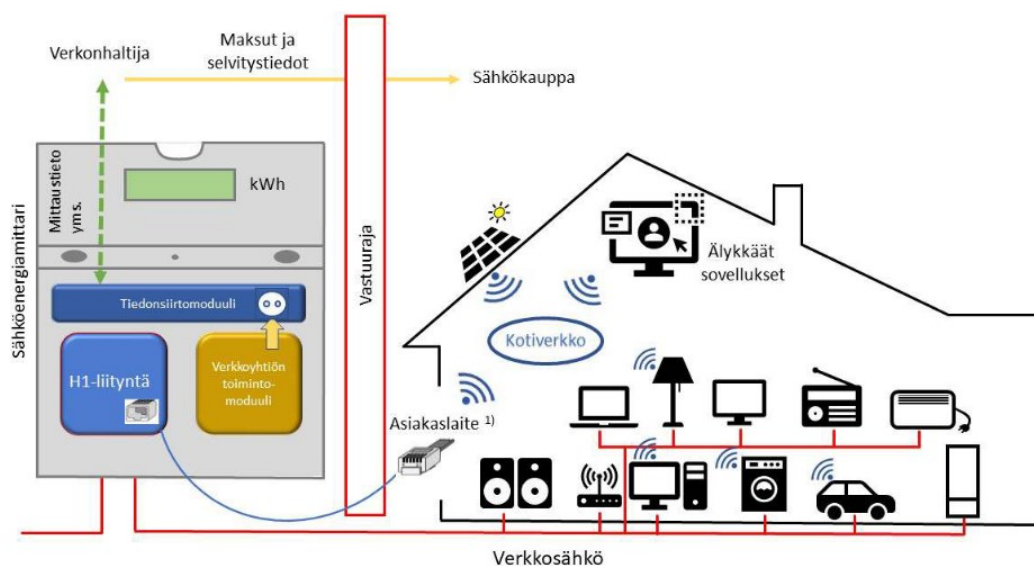 Verkonhaltija
Maksut ja
selvitystiedot
Sähkökauppa
Sähköenergiamittari
Mittaustieto
yms.
kWh
Tiedonsiirtomoduuli
H1-liityntä
Verkkoyhtiön
toiminto-
moduuli
Vastuuraja
Älykkäät
sovellukset
Kotiverkko
Asiakaslaite 1)
Verkkosähkö